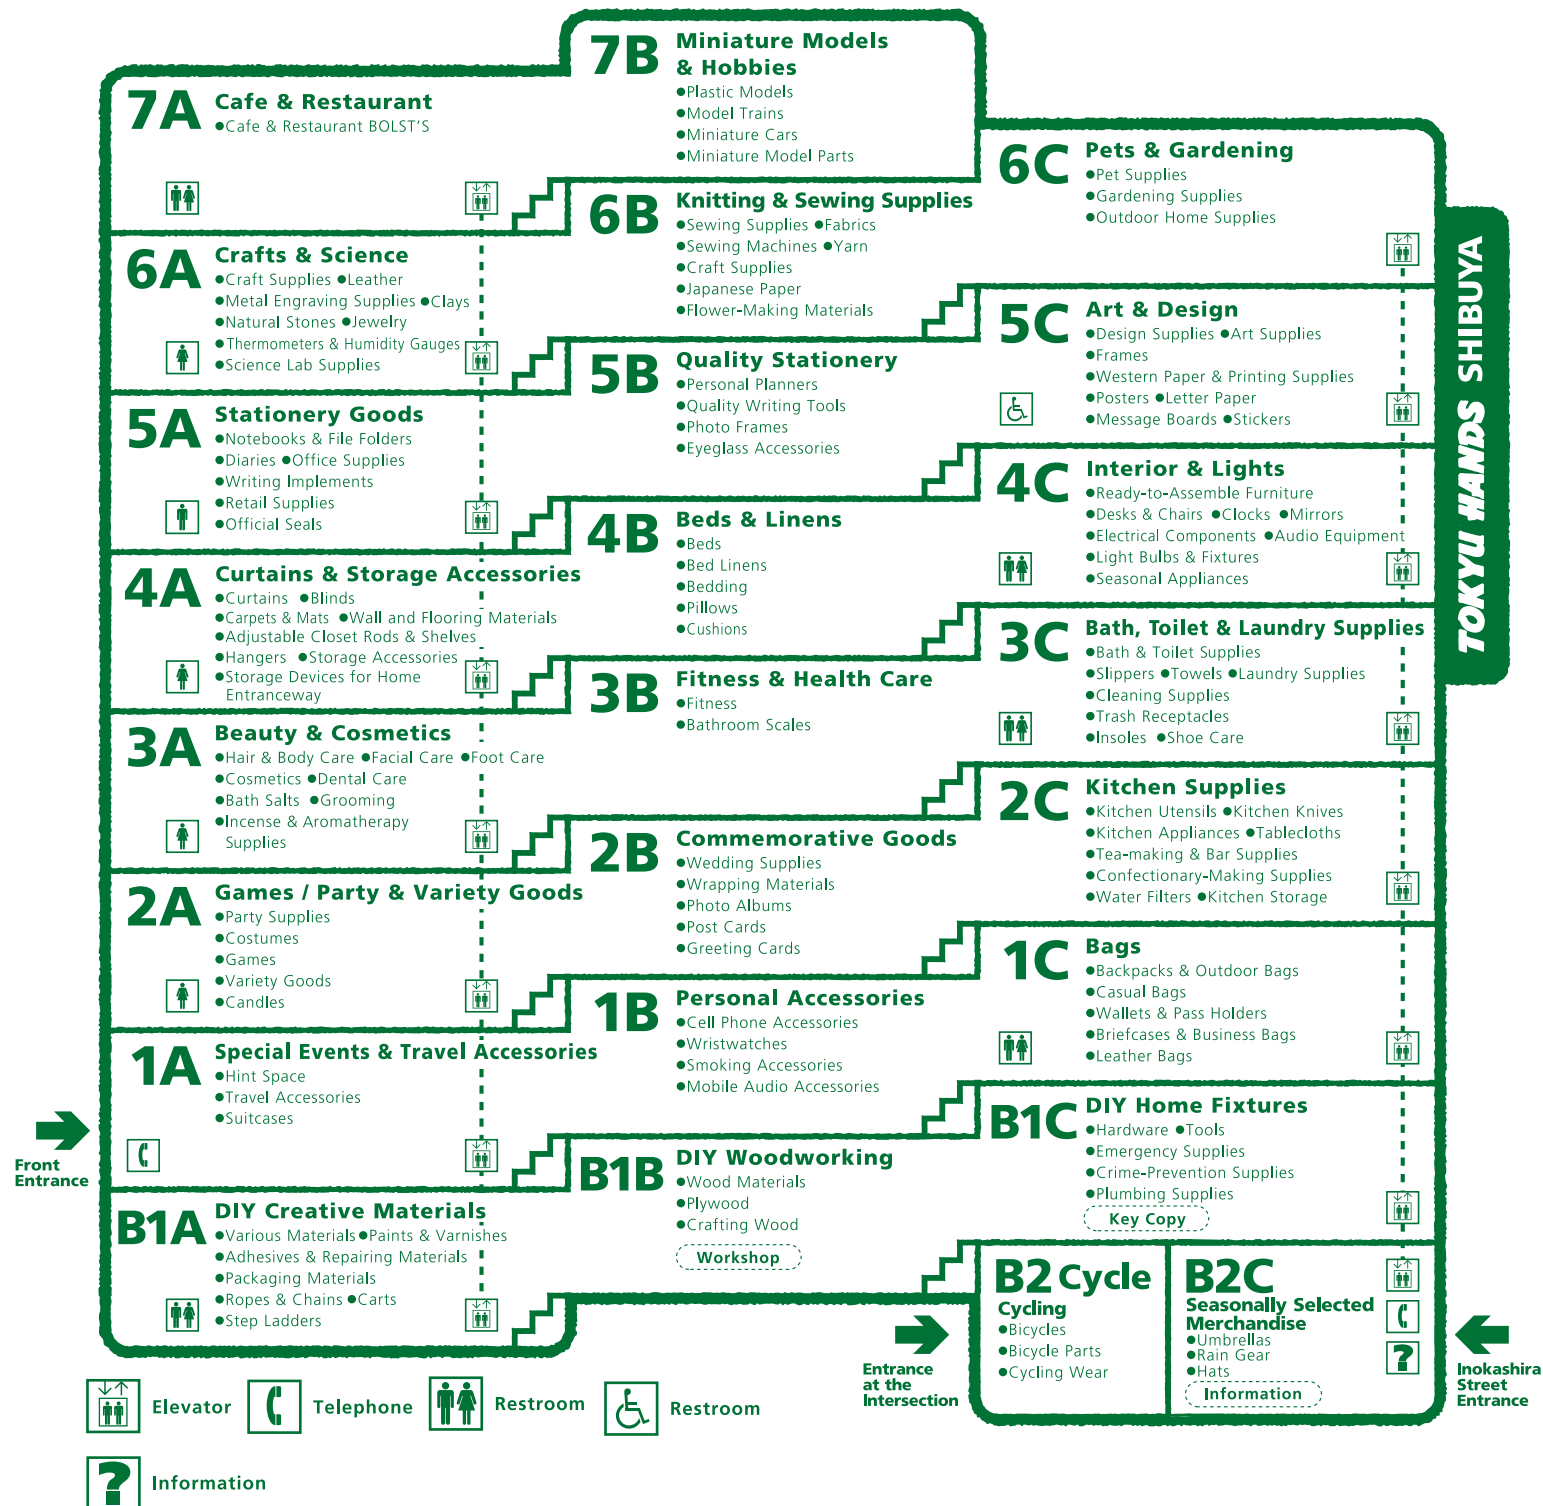 7A Cafe & Restaurant
●Cafe & Restaurant BOLST'S
7B Miniature Models
& Hobbies
●Plastic Models
●Model Trains
●Miniature Cars
●Miniature Model Parts
6A Crafts & Science
●Craft Supplies ●Leather
●Metal Engraving Supplies ●Clays
●Natural Stones ●Jewelry
●Thermometers & Humidity Gauges
●Science Lab Supplies
6B Knitting & Sewing Supplies
●Sewing Supplies ●Fabrics
●Sewing Machines ●Yarn
●Craft Supplies
●Japanese Paper
●Flower-Making Materials
6C Pets & Gardening
●Pet Supplies
●Gardening Supplies
●Outdoor Home Supplies
5A Stationery Goods
●Notebooks & File Folders
●Diaries ●Office Supplies
●Writing Implements
●Retail Supplies
●Official Seals
5B Quality Stationery
●Personal Planners
●Quality Writing Tools
●Photo Frames
●Eyeglass Accessories
5C Art & Design
●Design Supplies ●Art Supplies
●Frames
●Western Paper & Printing Supplies
●Posters ●Letter Paper
●Message Boards ●Stickers
4A Curtains & Storage Accessories
●Curtains ●Blinds
●Carpets & Mats ●Wall and Flooring Materials
●Adjustable Closet Rods & Shelves
●Hangers ●Storage Accessories
●Storage Devices for Home
Entranceway
4B Beds & Linens
●Beds
●Bed Linens
●Bedding
●Pillows
●Cushions
4C Interior & Lights
●Ready-to-Assemble Furniture
●Desks & Chairs ●Clocks ●Mirrors
●Electrical Components ●Audio Equipment
●Light Bulbs & Fixtures
●Seasonal Appliances
3A Beauty & Cosmetics
●Hair & Body Care ●Facial Care ●Foot Care
●Cosmetics ●Dental Care
●Bath Salts ●Grooming
●Incense & Aromatherapy
Supplies
3B Fitness & Health Care
●Fitness
●Bathroom Scales
3C Bath, Toilet & Laundry Supplies
●Bath & Toilet Supplies
●Slippers ●Towels ●Laundry Supplies
●Cleaning Supplies
●Trash Receptacles
●Insoles ●Shoe Care
2A Games / Party & Variety Goods
●Party Supplies
●Costumes
●Games
●Variety Goods
●Candles
2B Commemorative Goods
●Wedding Supplies
●Wrapping Materials
●Photo Albums
●Post Cards
●Greeting Cards
2C Kitchen Supplies
●Kitchen Utensils ●Kitchen Knives
●Kitchen Appliances ●Tablecloths
●Tea-making & Bar Supplies
●Confectionary-Making Supplies
●Water Filters ●Kitchen Storage
1A Special Events & Travel Accessories
●Hint Space
●Travel Accessories
●Suitcases
1B Personal Accessories
●Cell Phone Accessories
●Wristwatches
●Smoking Accessories
●Mobile Audio Accessories
1C Bags
●Backpacks & Outdoor Bags
●Casual Bags
●Wallets & Pass Holders
●Briefcases & Business Bags
●Leather Bags
Front
Entrance
B1A DIY Creative Materials
●Various Materials ●Paints & Varnishes
●Adhesives & Repairing Materials
●Packaging Materials
●Ropes & Chains ●Carts
●Step Ladders
B1B DIY Woodworking
●Wood Materials
●Plywood
●Crafting Wood
Workshop
B1C DIY Home Fixtures
●Hardware ●Tools
●Emergency Supplies
●Crime-Prevention Supplies
●Plumbing Supplies
Key Copy
B2 Cycle
Cycling
●Bicycles
●Bicycle Parts
●Cycling Wear
B2C
Seasonally Selected
Merchandise
●Umbrellas
●Rain Gear
●Hats
Information
Entrance
at the
Intersection
Inokashira
Street
Entrance
TOKYU HANDS SHIBUYA
Elevator
Telephone
Restroom
Restroom
? Information
?